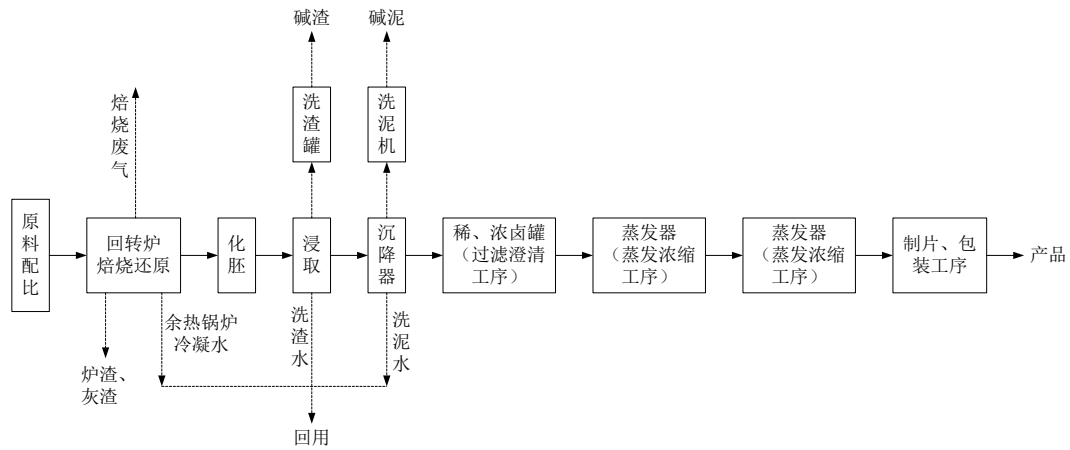 碱渣
碱泥
焙烧废气
洗渣罐
洗泥机
原料配比
回转炉
焙烧还原
化胚
浸取
沉降器
稀、浓卤罐
（过滤澄清
工序）
蒸发器
（蒸发浓缩
工序）
蒸发器
（蒸发浓缩
工序）
制片、包
装工序
产品
余热锅炉
冷凝水
洗渣水
洗泥水
炉渣、
灰渣
回用